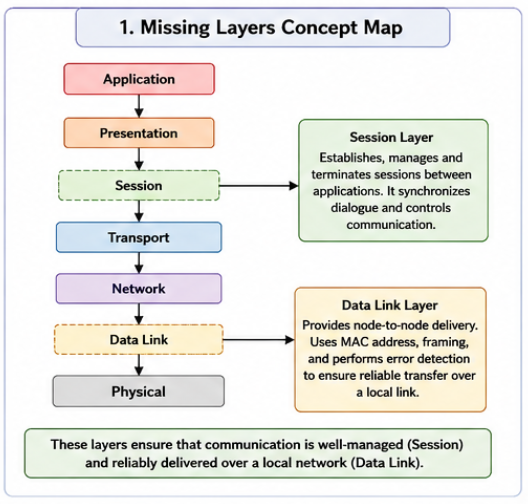 1. Missing Layers Concept Map
Application
Presentation
Session
Transport
Network
Data Link
Physical
Session Layer
Establishes, manages and
terminates sessions between
applications. It synchronizes
dialogue and controls
communication.
Data Link Layer
Provides node-to-node delivery.
Uses MAC address, framing,
and performs error detection
to ensure reliable transfer over
a local link.
These layers ensure that communication is well-managed (Session)
and reliably delivered over a local network (Data Link).